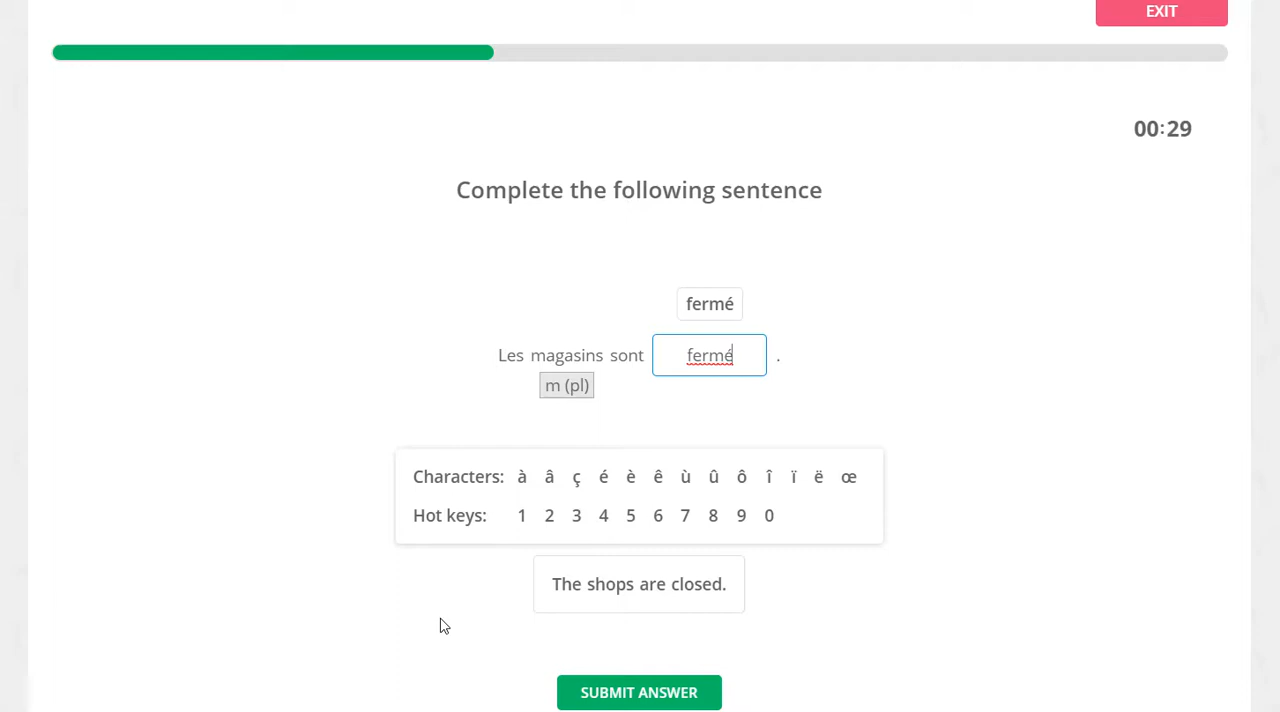 EXIT
00:29
Complete the following sentence
fermé
Les magasins sont fermé .
m (pl)
Characters: à â ç é è ê ù û ô î ï ë œ
Hot keys: 1 2 3 4 5 6 7 8 9 0
The shops are closed.
SUBMIT ANSWER